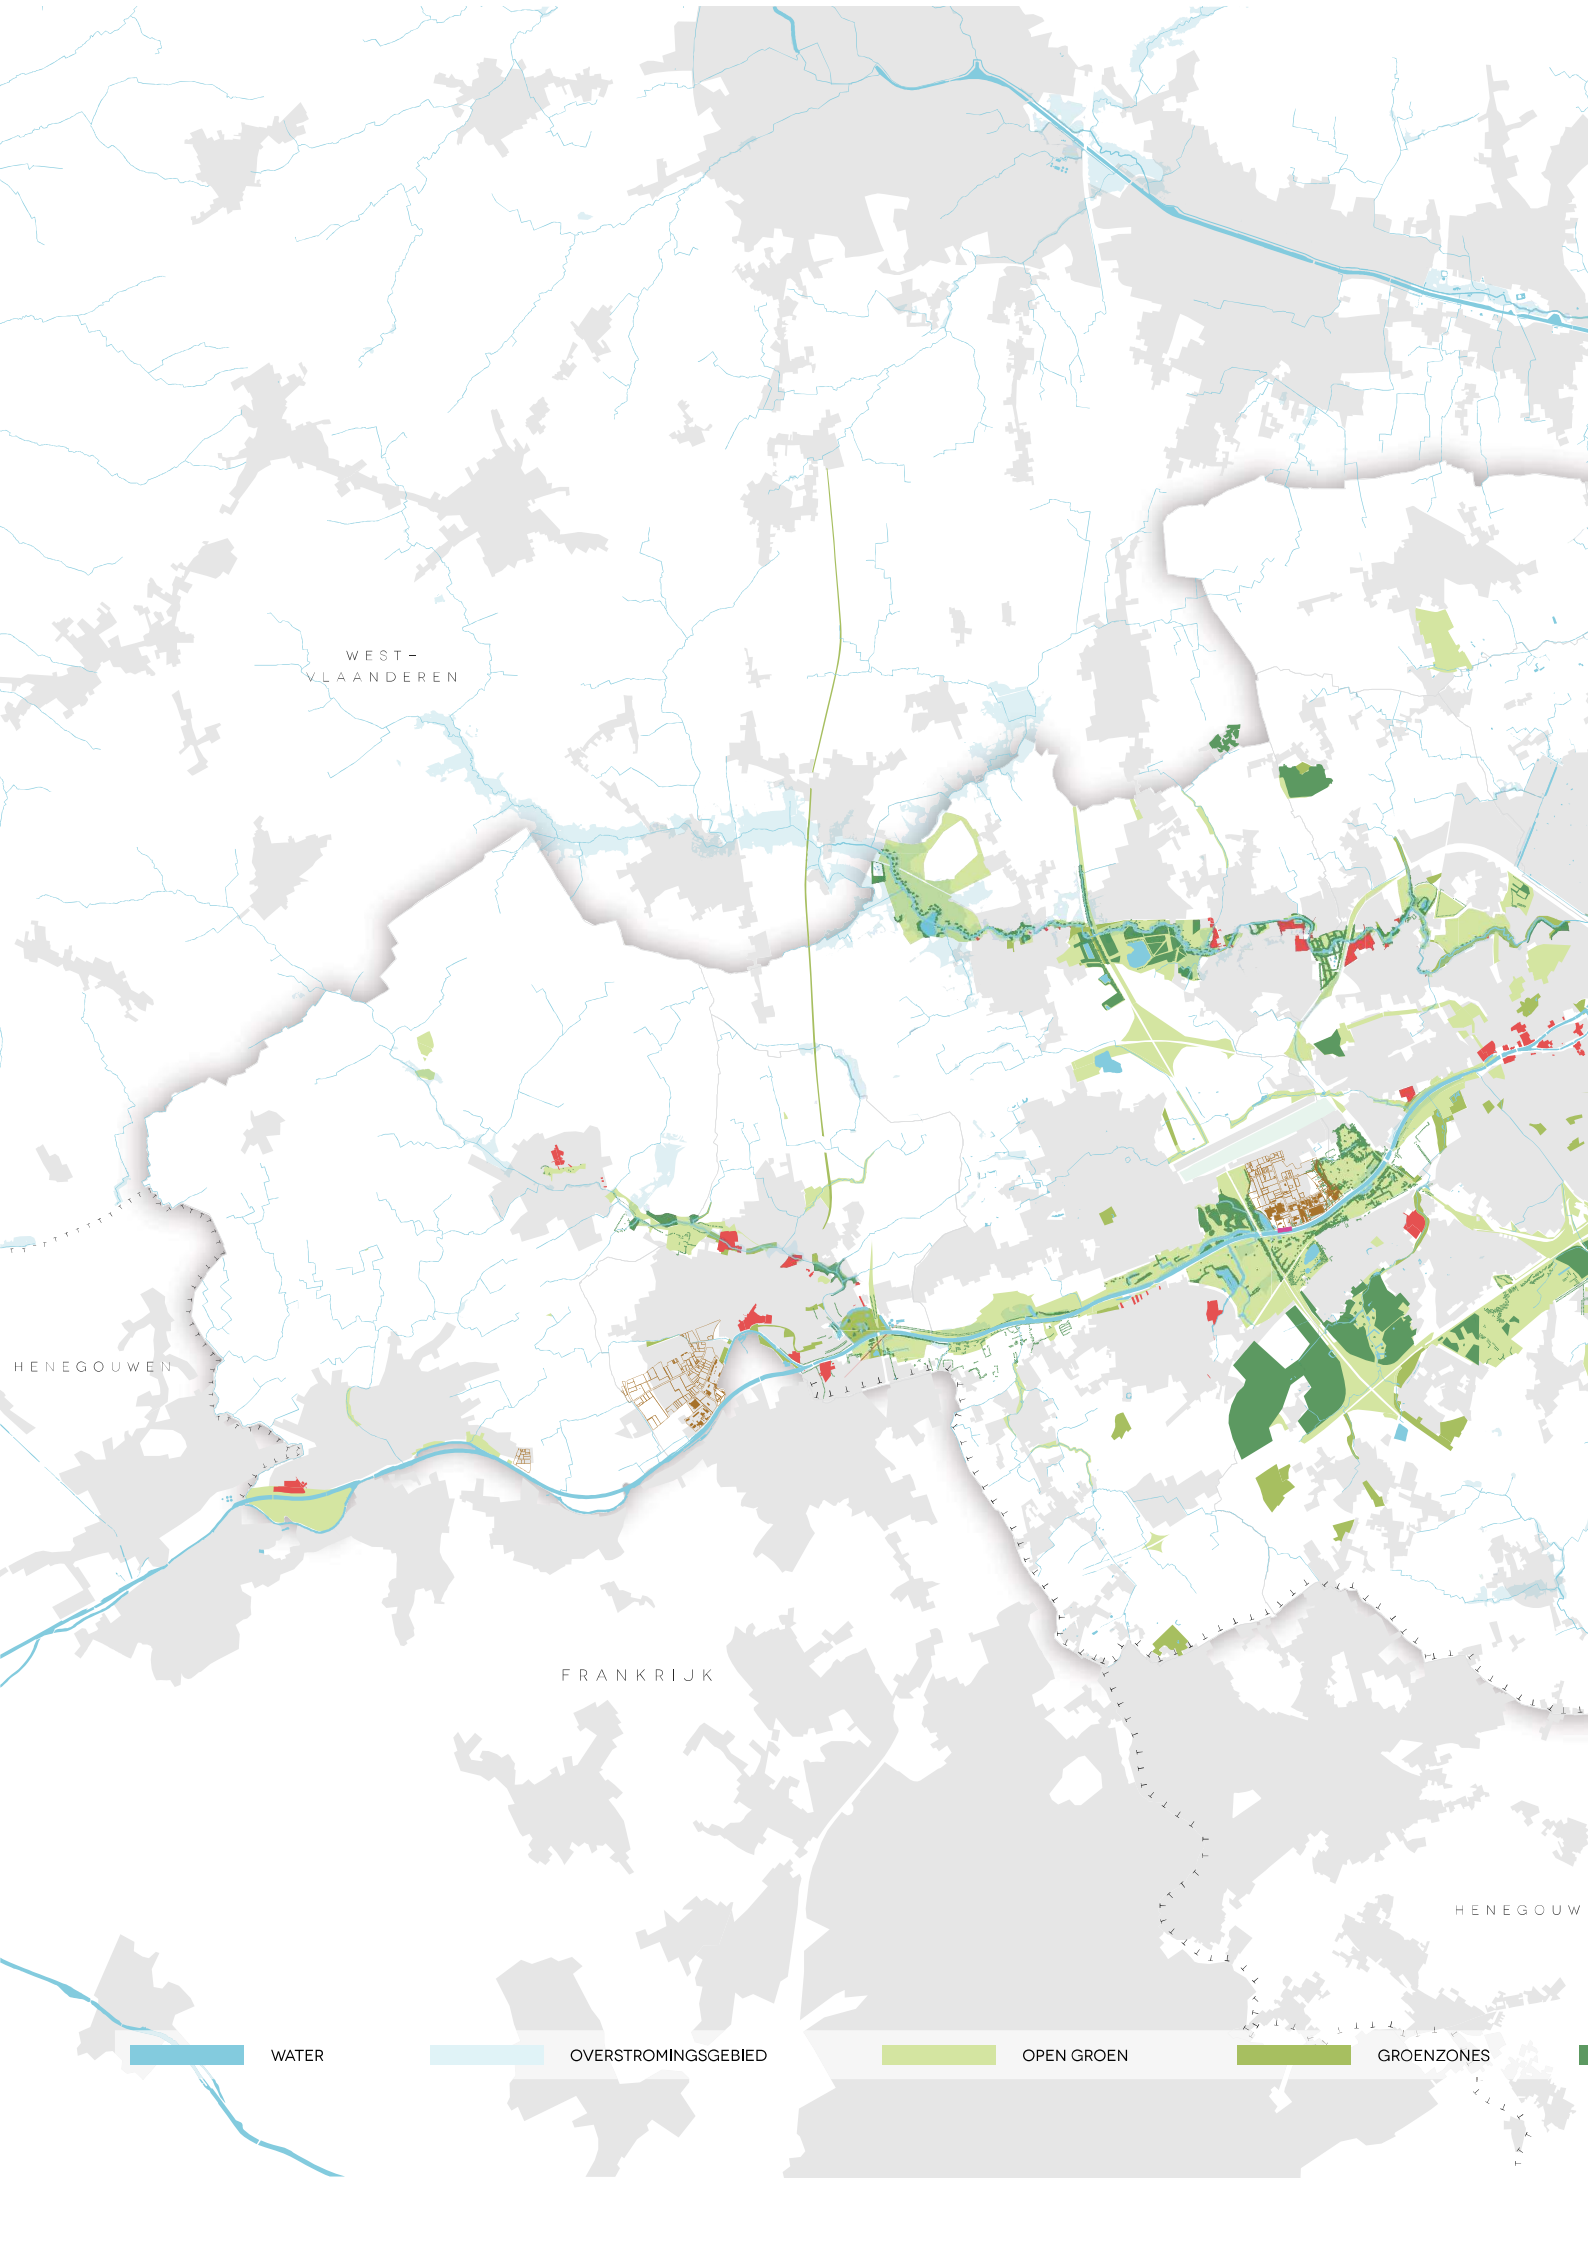 WEST-
VLAANDEREN
HENEGOUWEN
FRANKRIJK
HENEGOUW
WATER
OVERSTROMINGSGEBIED
OPEN GROEN
GROENZONES